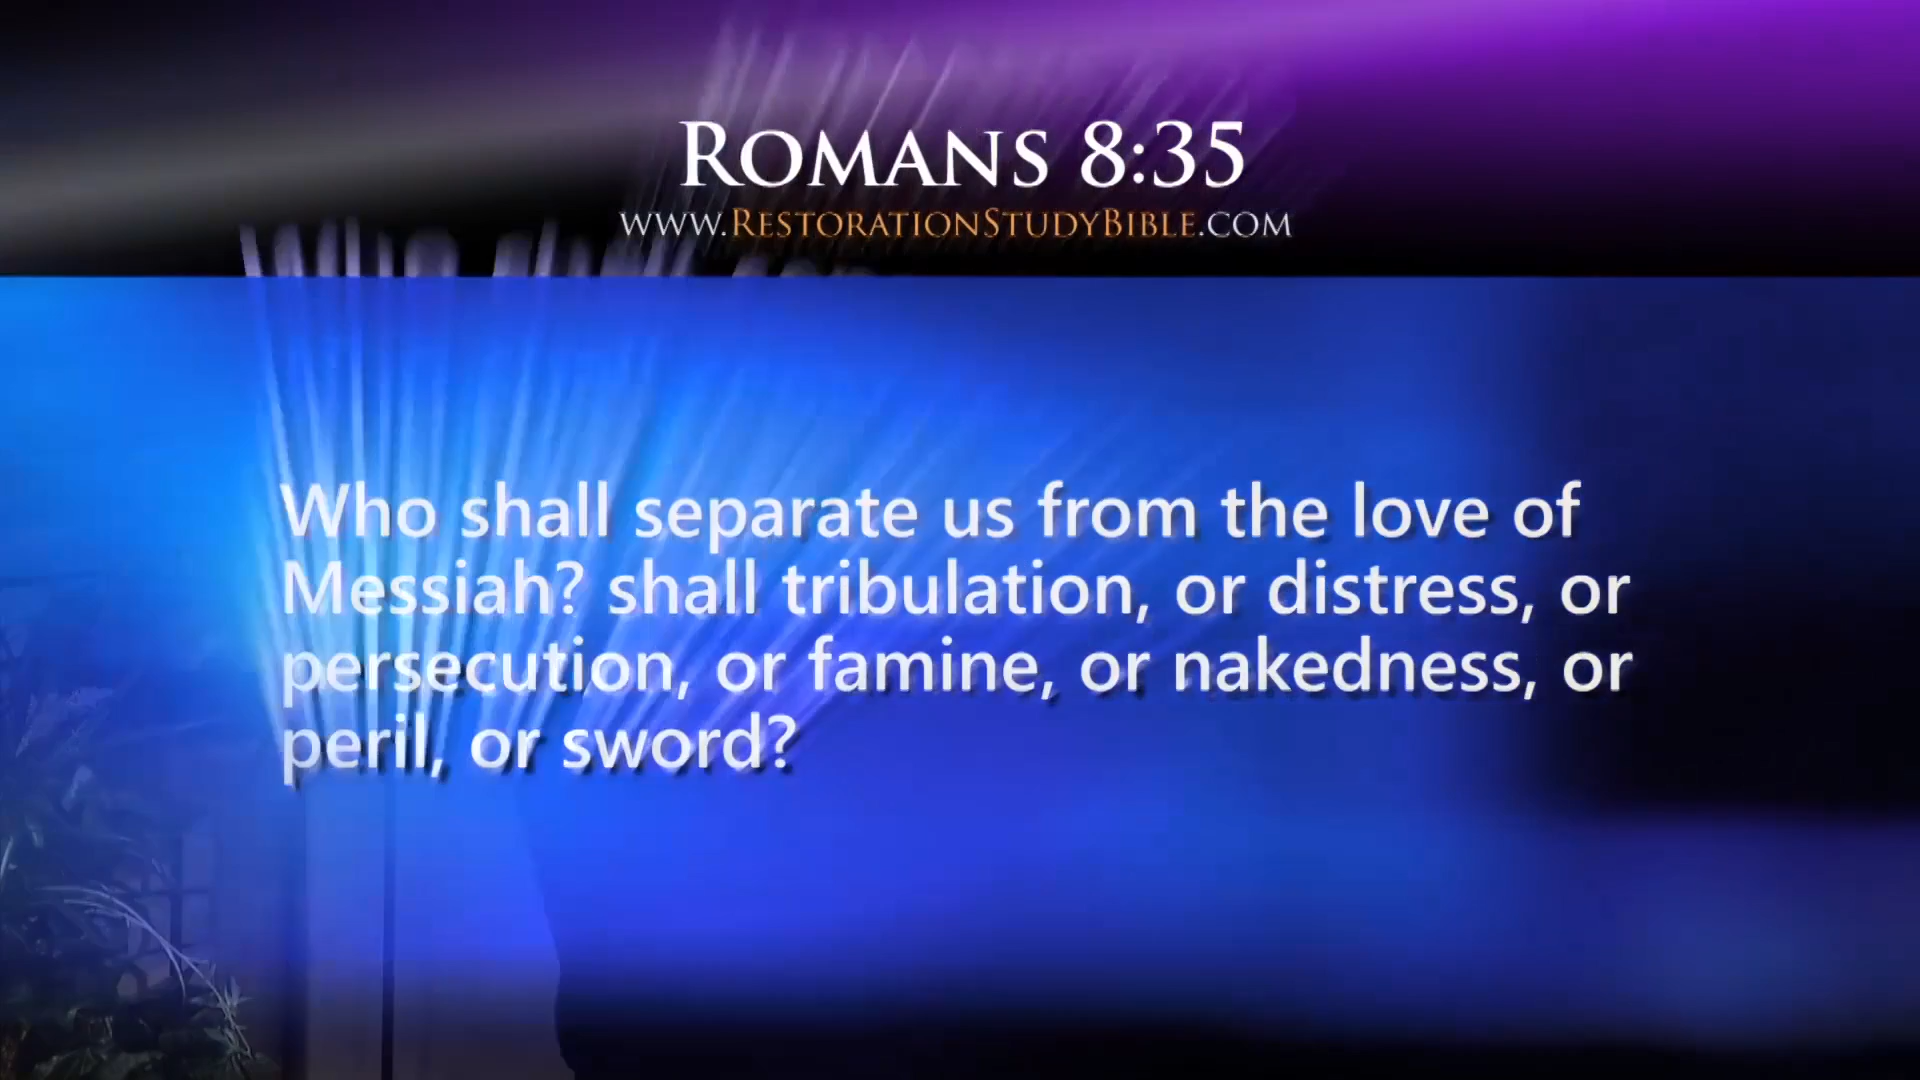 Romans 8:35
www.RestorationStudyBible.com
Who shall separate us from the love of
Messiah? shall tribulation, or distress, or
persecution, or famine, or nakedness, or
peril, or sword?